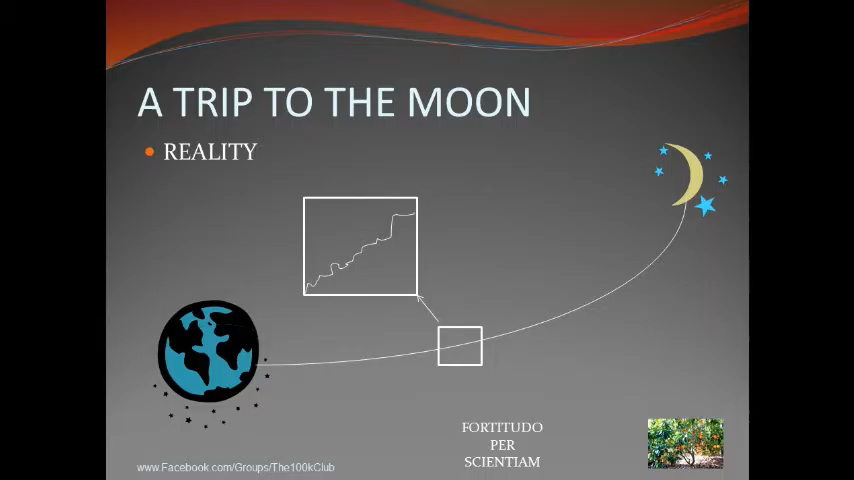 A TRIP TO THE MOON
REALITY
FORTITUDO
PER
SCIENTIAM
www.Facebook.com/Groups/The100kClub